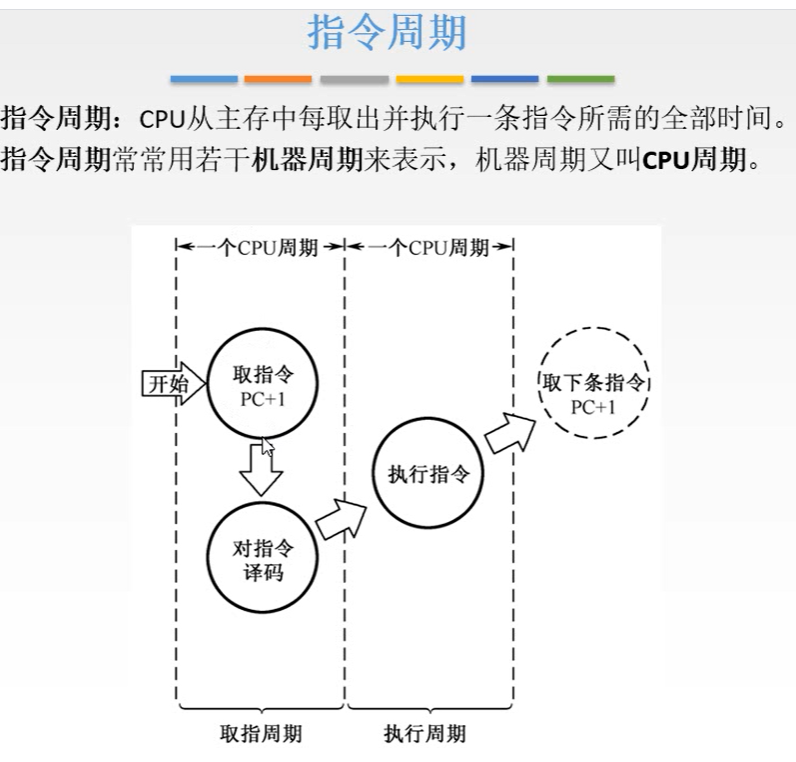 指令周期
指令周期：CPU从主存中每取出并执行一条指令所需的全部时间。
指令周期常常用若干机器周期来表示，机器周期又叫CPU周期。
一个CPU周期
一个CPU周期
开始
取指令
PC+1
取下条指令
PC+1
执行指令
对指令
译码
取指周期
执行周期